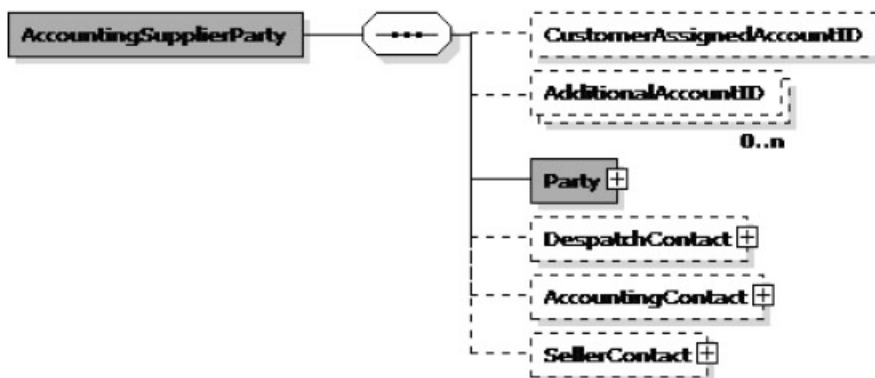 AccountingSupplierParty
CustomerAssignedAccountID
AdditionalAccountID
0..n
Party
DespatchContact
AccountingContact
SellerContact